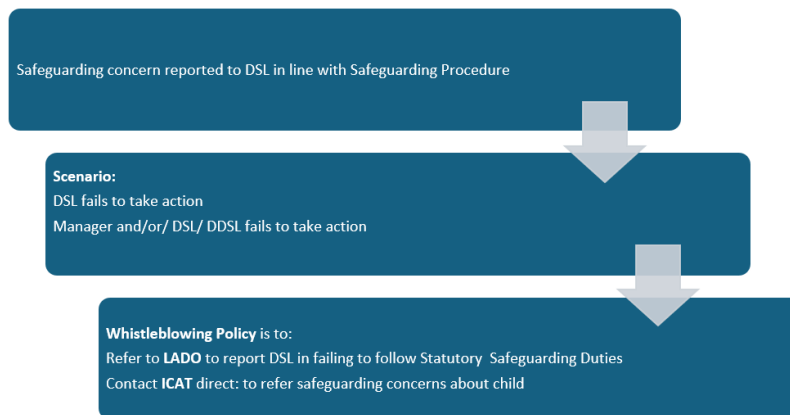 Safeguarding concern reported to DSL in line with Safeguarding Procedure
Scenario:
DSL fails to take action
Manager and/or/ DSL/ DDSL fails to take action
Whistleblowing Policy is to:
Refer to LADO to report DSL in failing to follow Statutory Safeguarding Duties
Contact ICAT direct: to refer safeguarding concerns about child